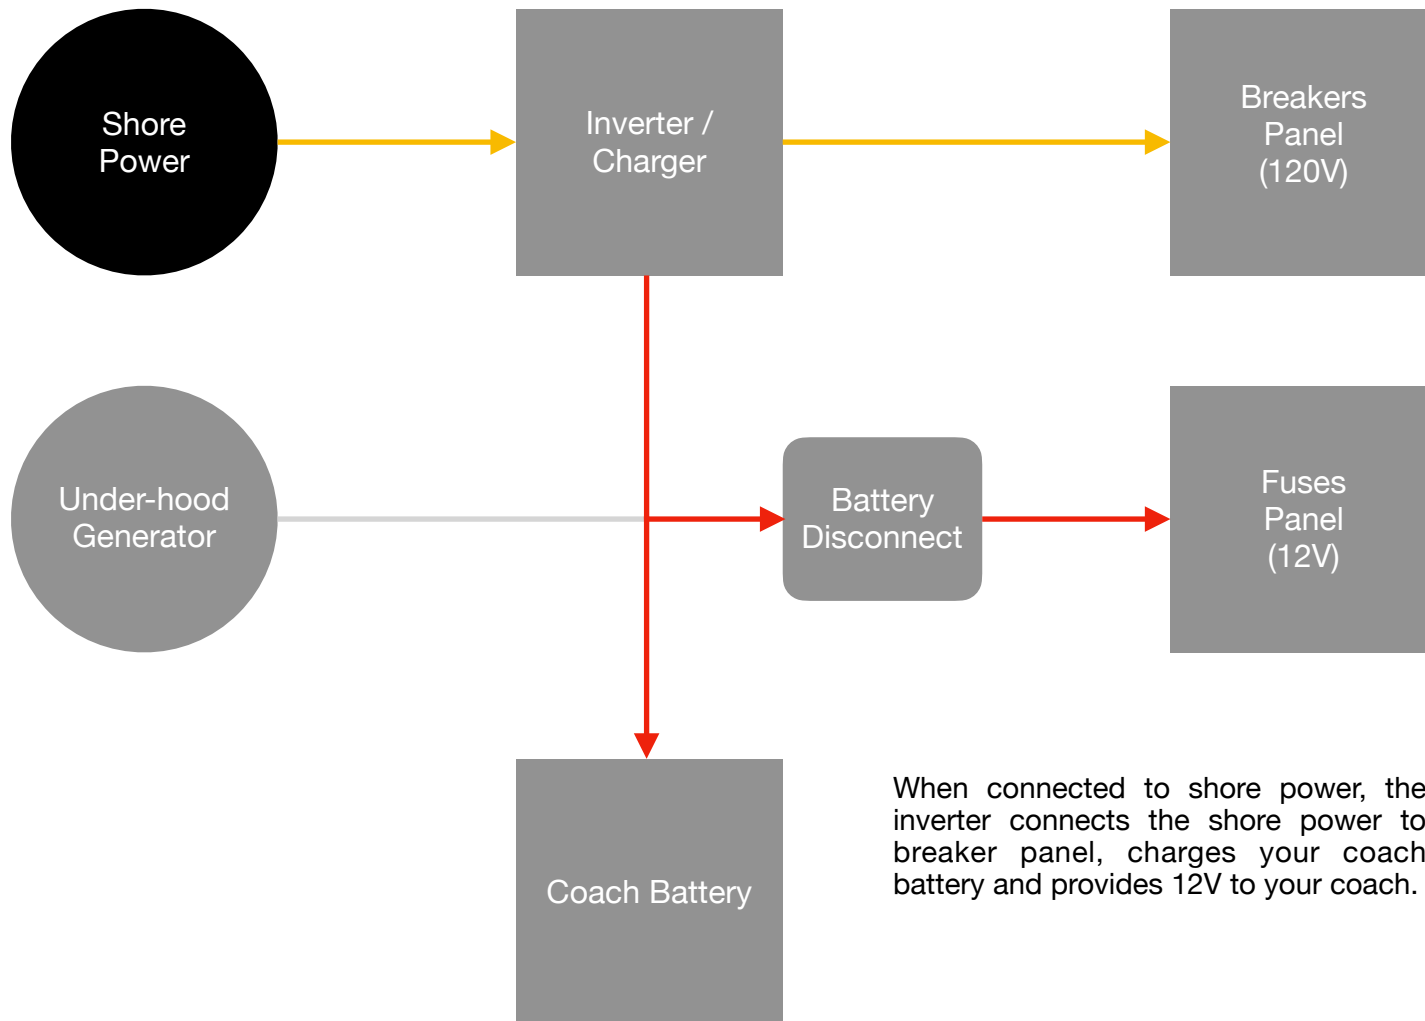 Shore
Power
Inverter /
Charger
Breakers
Panel
(120V)
Under-hood
Generator
Battery
Disconnect
Fuses
Panel
(12V)
Coach Battery
When connected to shore power, the
inverter connects the shore power to
breaker panel, charges your coach
battery and provides 12V to your coach.